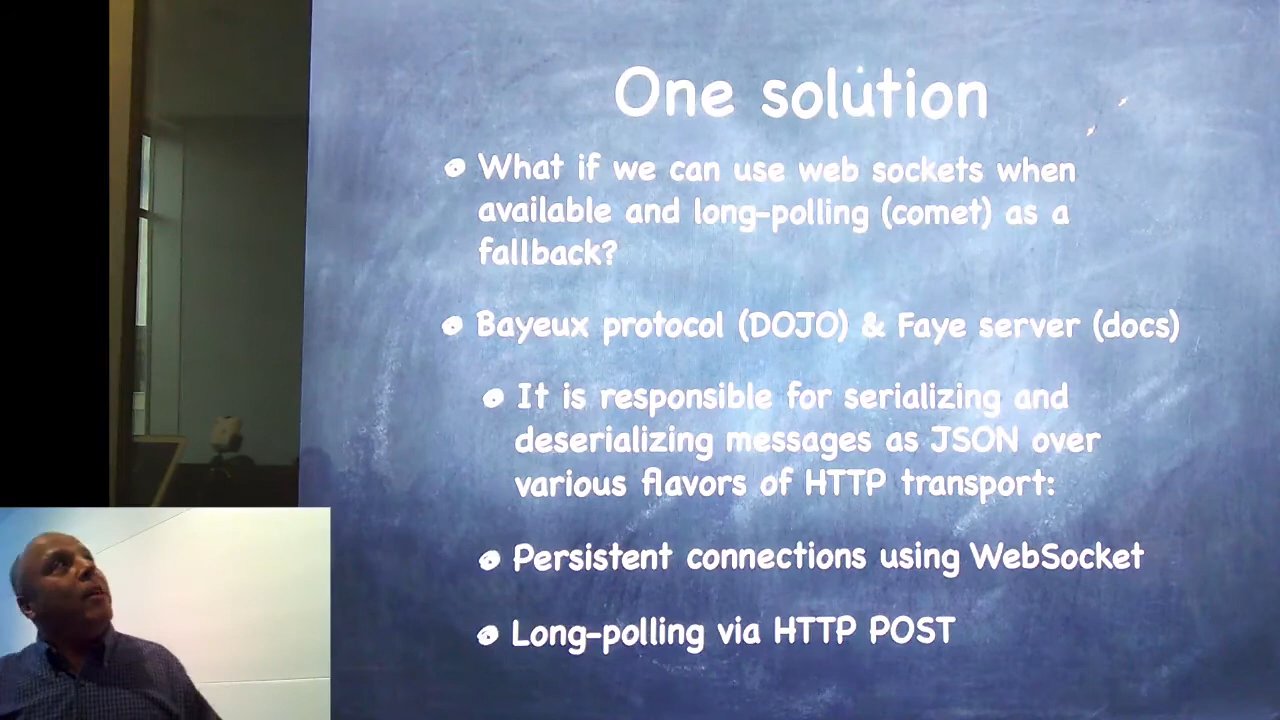 One solution
What if we can use web sockets when
available and long-polling (comet) as a
fallback?
Bayeux protocol (DOJO) & Faye server (docs)
It is responsible for serializing and
deserializing messages as JSON over
various flavors of HTTP transport:
Persistent connections using WebSocket
Long-polling via HTTP POST